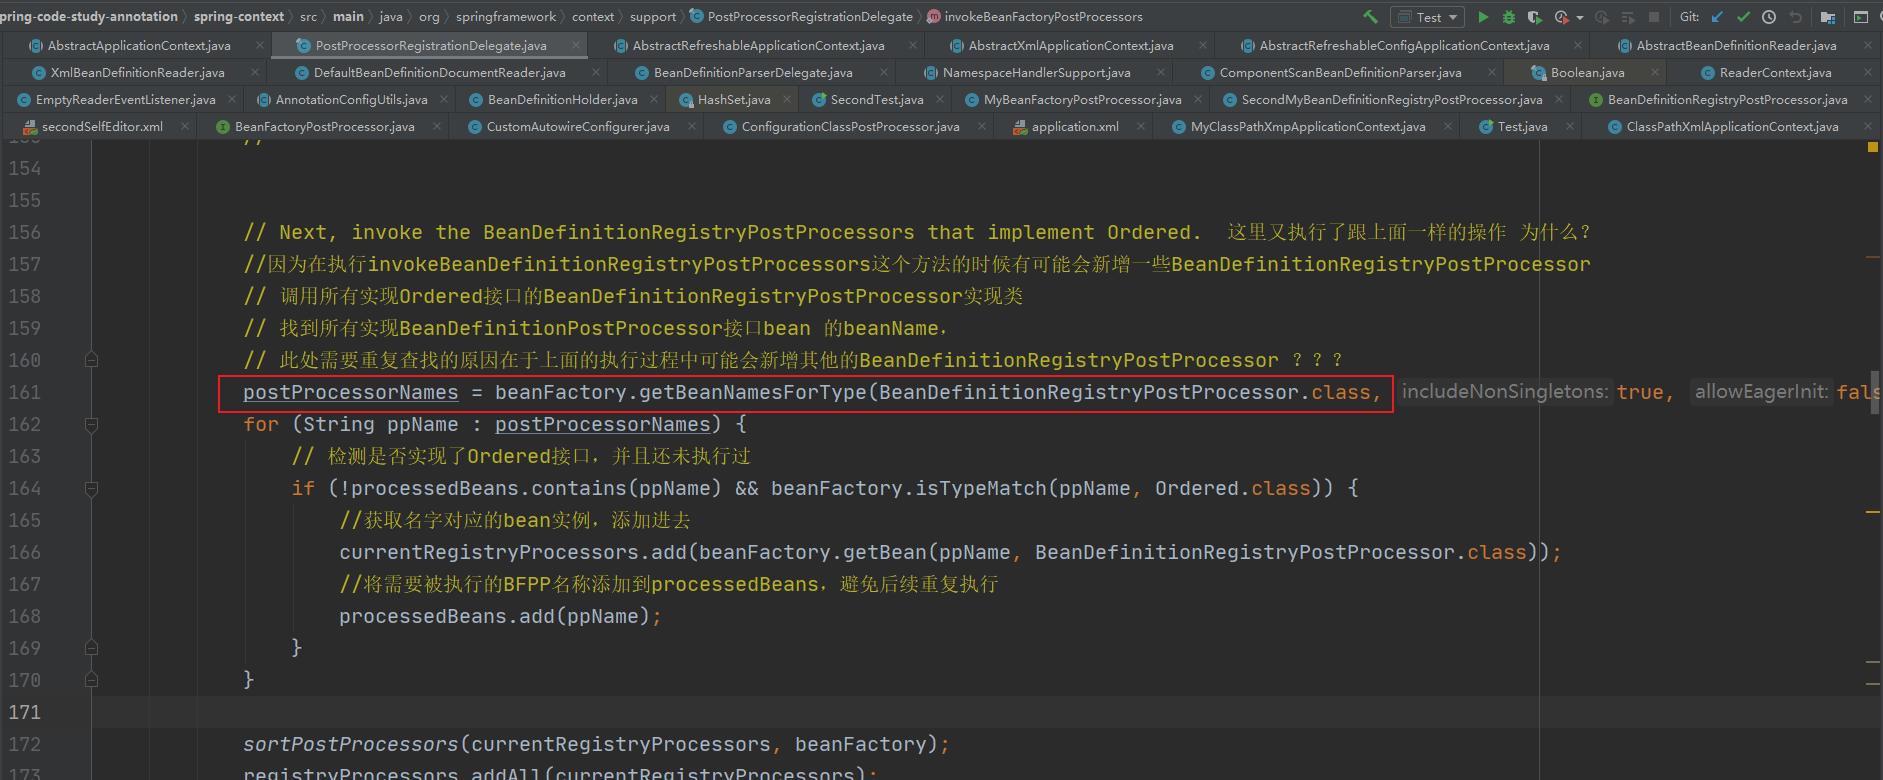 pring-code-study-annotation 〉 spring-context 〉 src 〉 main 〉 java 〉 org 〉 springframework 〉 context 〉 support 〉 PostProcessorRegistrationDelegate 〉 invokeBeanFactoryPostProcessors Test Git:
AbstractApplicationContext.java PostProcessorRegistrationDelegate.java AbstractRefreshableApplicationContext.java AbstractXmlApplicationContext.java AbstractRefreshableConfigApplicationContext.java AbstractBeanDefinitionReader.java
XmlBeanDefinitionReader.java DefaultBeanDefinitionDocumentReader.java BeanDefinitionParserDelegate.java NamespaceHandlerSupport.java ComponentScanBeanDefinitionParser.java Boolean.java ReaderContext.java
EmptyReaderEventListener.java AnnotationConfigUtils.java BeanDefinitionHolder.java HashSet.java SecondTest.java MyBeanFactoryPostProcessor.java SecondMyBeanDefinitionRegistryPostProcessor.java BeanDefinitionRegistryPostProcessor.java
secondSelfEditor.xml BeanFactoryPostProcessor.java CustomAutowireConfigurer.java ConfigurationClassPostProcessor.java application.xml MyClassPathXmpApplicationContext.java Test.java ClassPathXmlApplicationContext.java
154
155
156 // Next, invoke the BeanDefinitionRegistryPostProcessors that implement Ordered. 这里又执行了跟上面一样的操作 为什么?
157 //因为在执行invokeBeanDefinitionRegistryPostProcessors这个方法的时候有可能会新增一些BeanDefinitionRegistryPostProcessor
158 // 调用所有实现Ordered接口的BeanDefinitionRegistryPostProcessor实现类
159 // 找到所有实现BeanDefinitionPostProcessor接口bean 的beanName，
160 // 此处需要重复查找的原因在于上面的执行过程中可能会新增其他的BeanDefinitionRegistryPostProcessor ？？？
161 postProcessorNames = beanFactory.getBeanNamesForType(BeanDefinitionRegistryPostProcessor.class, includeNonSingletons: true, allowEagerInit: fals
162 for (String ppName : postProcessorNames) {
163 // 检测是否实现了Ordered接口，并且还未执行过
164 if (!processedBeans.contains(ppName) && beanFactory.isTypeMatch(ppName, Ordered.class)) {
165 //获取名字对应的bean实例，添加进去
166 currentRegistryProcessors.add(beanFactory.getBean(ppName, BeanDefinitionRegistryPostProcessor.class));
167 //将需要被执行的BFPP名称添加到processedBeans，避免后续重复执行
168 processedBeans.add(ppName);
169 }
170 }
171
172 sortPostProcessors(currentRegistryProcessors, beanFactory);
173 registryProcessors.addAll(currentRegistryProcessors);